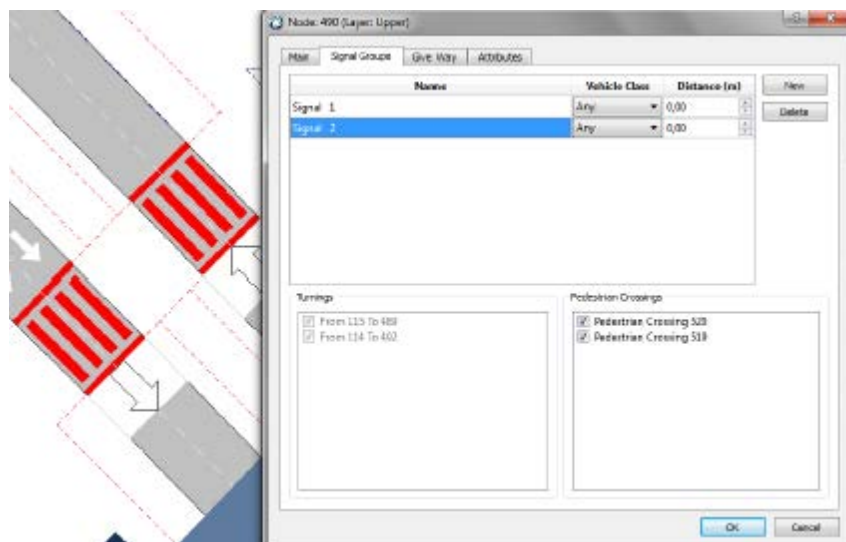 Node: 490 (Layer: Upper)
Main Signal Groups Give Way Attributes
Name Vehicle Class Distance (m) New
Signal 1 Any 0,00 Delete
Signal 2 Any 0,00
Turnings Pedestrian Crossings
From 115 To 489 Pedestrian Crossing 520
From 114 To 492 Pedestrian Crossing 519
OK Cancel